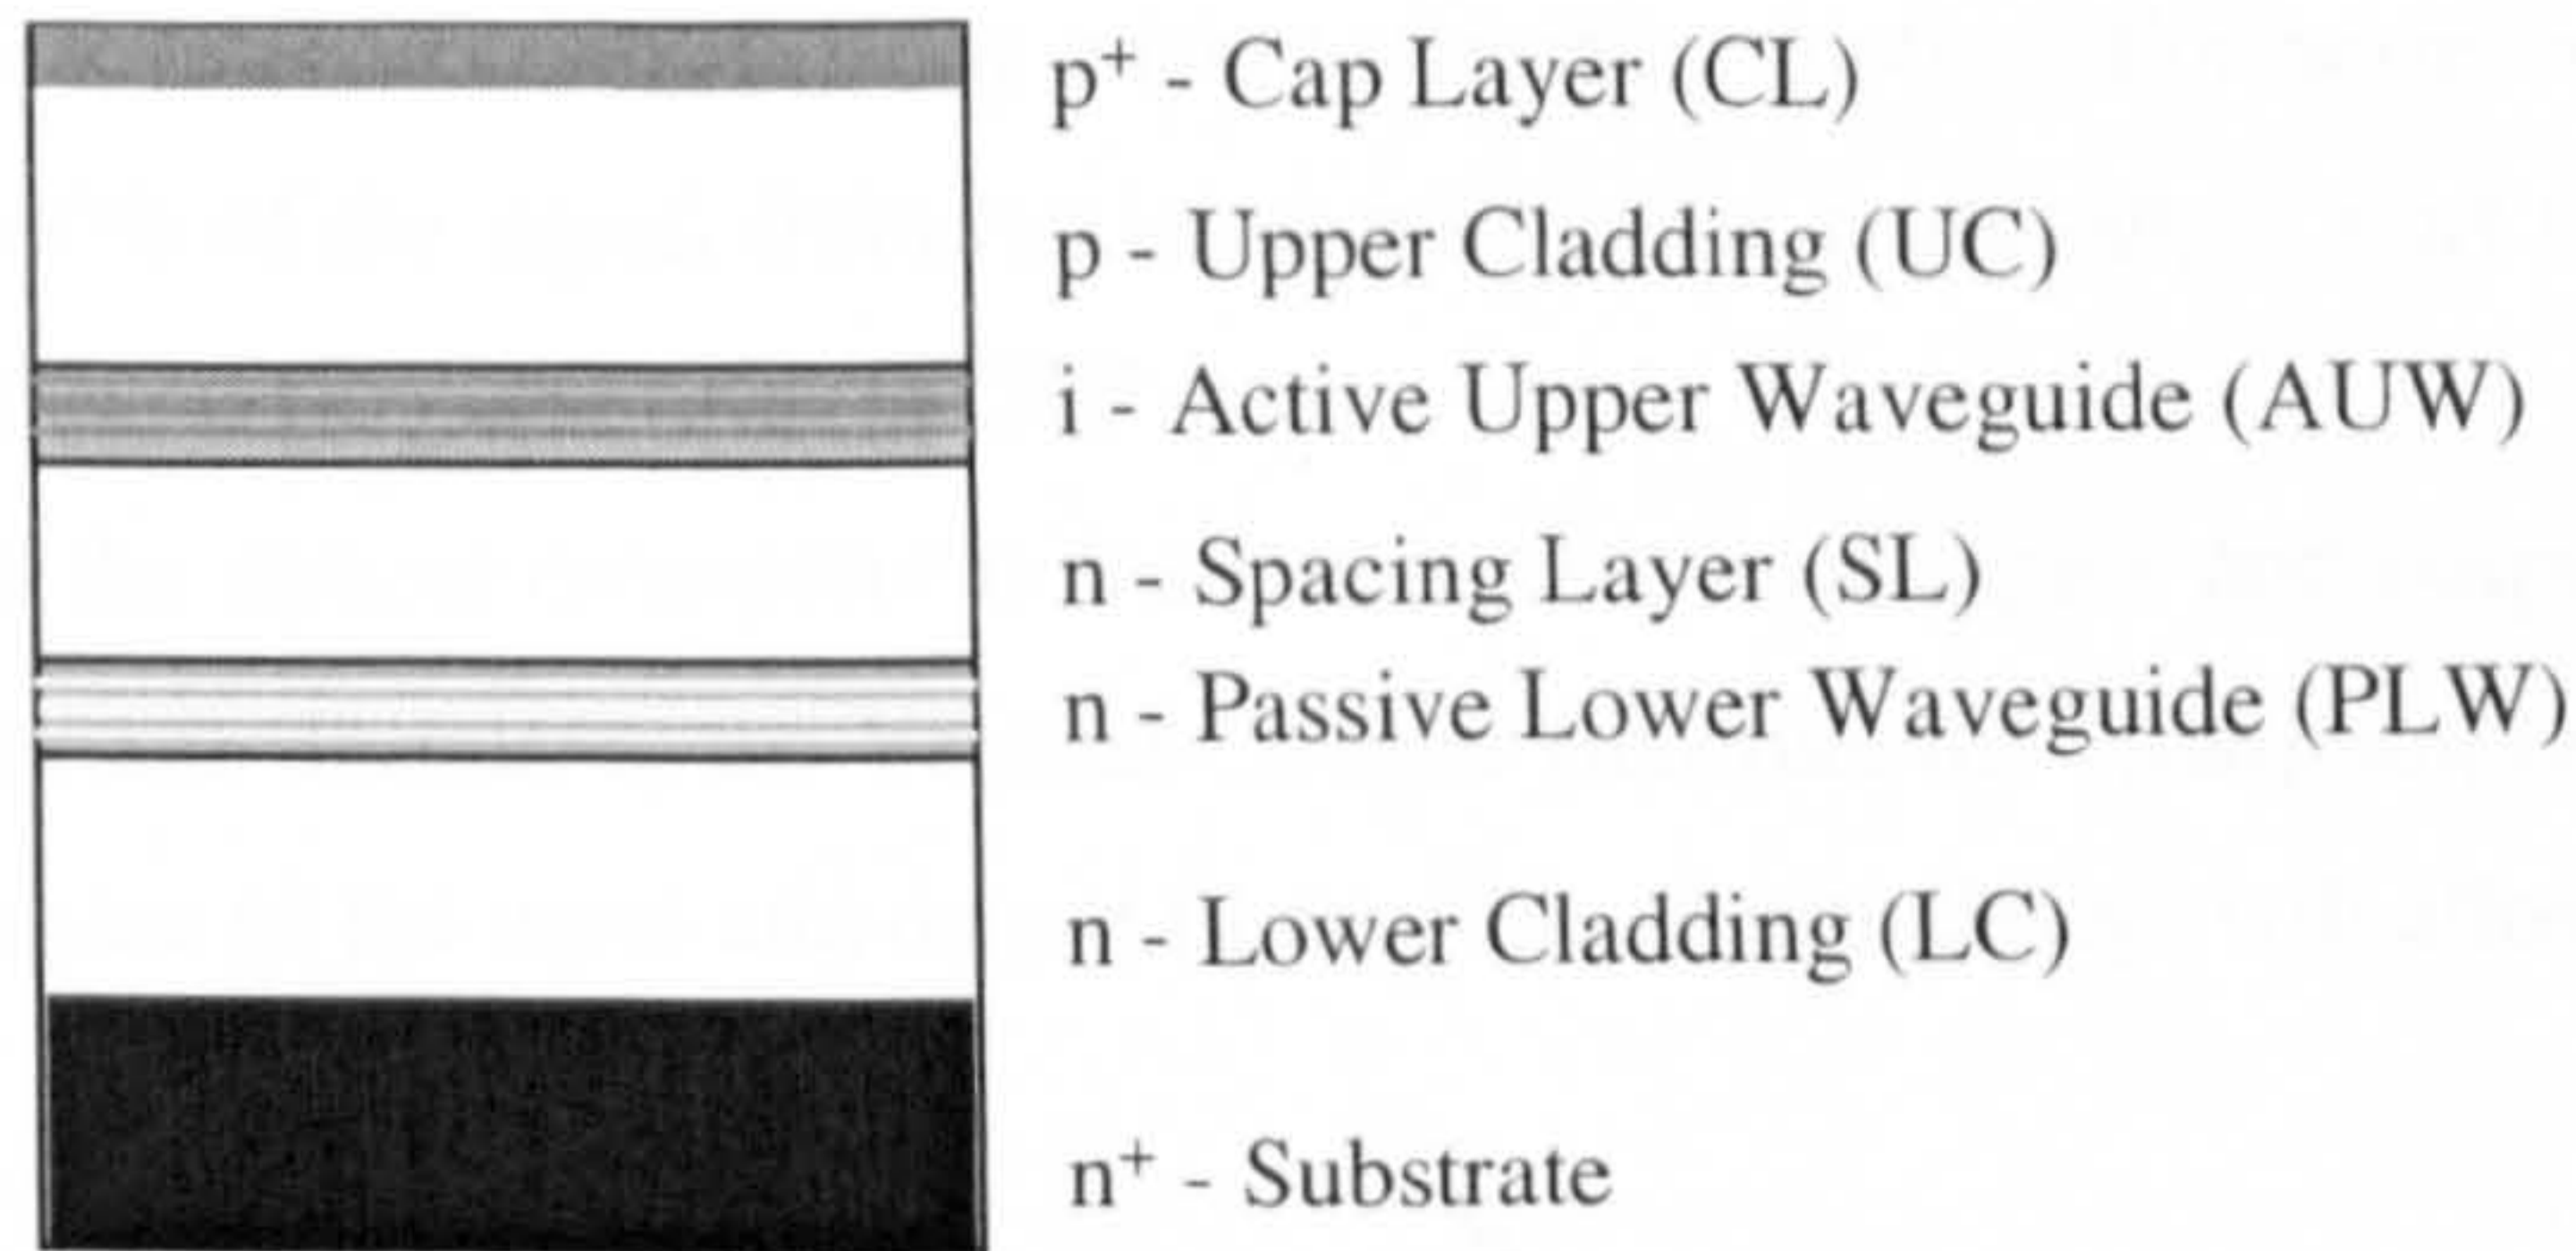 p⁺ - Cap Layer (CL)
p - Upper Cladding (UC)
i - Active Upper Waveguide (AUW)
n - Spacing Layer (SL)
n - Passive Lower Waveguide (PLW)
n - Lower Cladding (LC)
n⁺ - Substrate